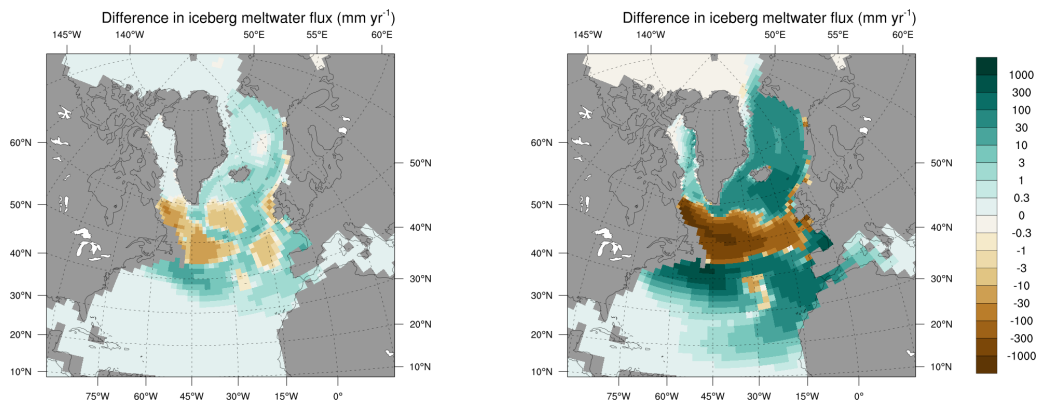 Difference in iceberg meltwater flux (mm yr-1)
145°W 140°W 50°E 55°E 60°E
60°N
50°N
50°N
40°N
40°N
30°N
30°N
20°N
20°N
10°N
10°N
75°W 60°W 45°W 30°W 15°W 0°
Difference in iceberg meltwater flux (mm yr-1)
145°W 140°W 50°E 55°E 60°E
60°N
50°N
50°N
40°N
40°N
30°N
30°N
20°N
20°N
10°N
10°N
75°W 60°W 45°W 30°W 15°W 0°
1000
300
100
30
10
3
1
0.3
0
-0.3
-1
-3
-10
-30
-100
-300
-1000